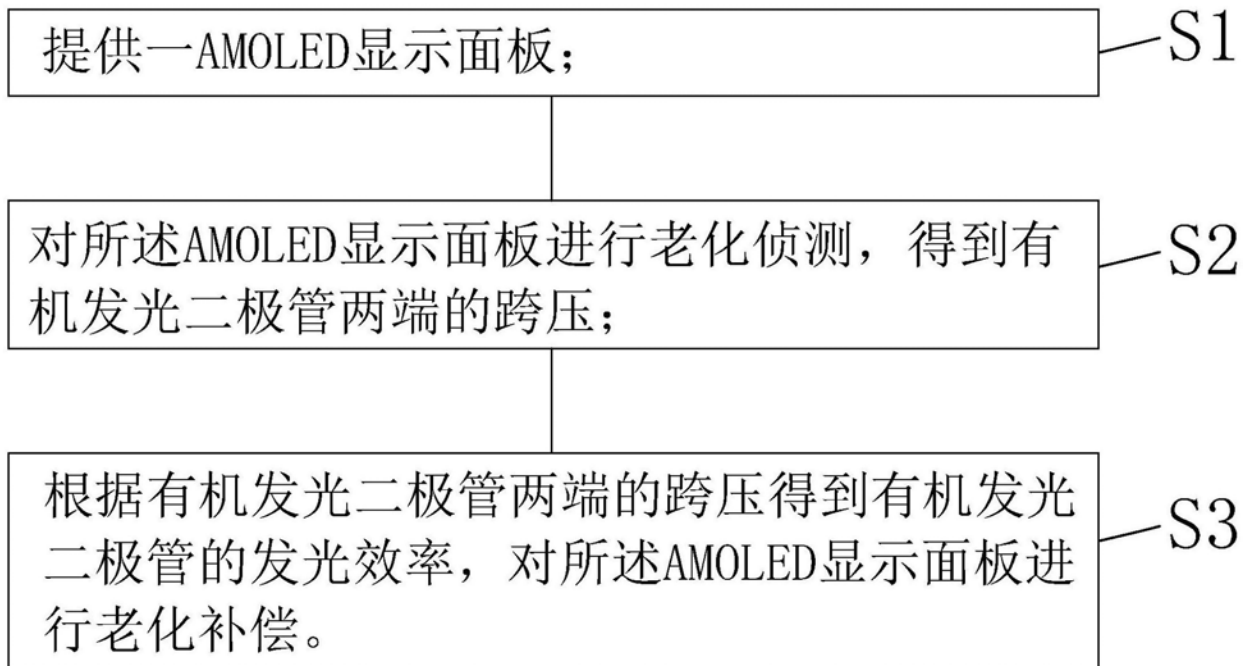 提供一AMOLED显示面板；
S1
对所述AMOLED显示面板进行老化侦测，得到有
机发光二极管两端的跨压；
S2
根据有机发光二极管两端的跨压得到有机发光
二极管的发光效率，对所述AMOLED显示面板进
行老化补偿。
S3